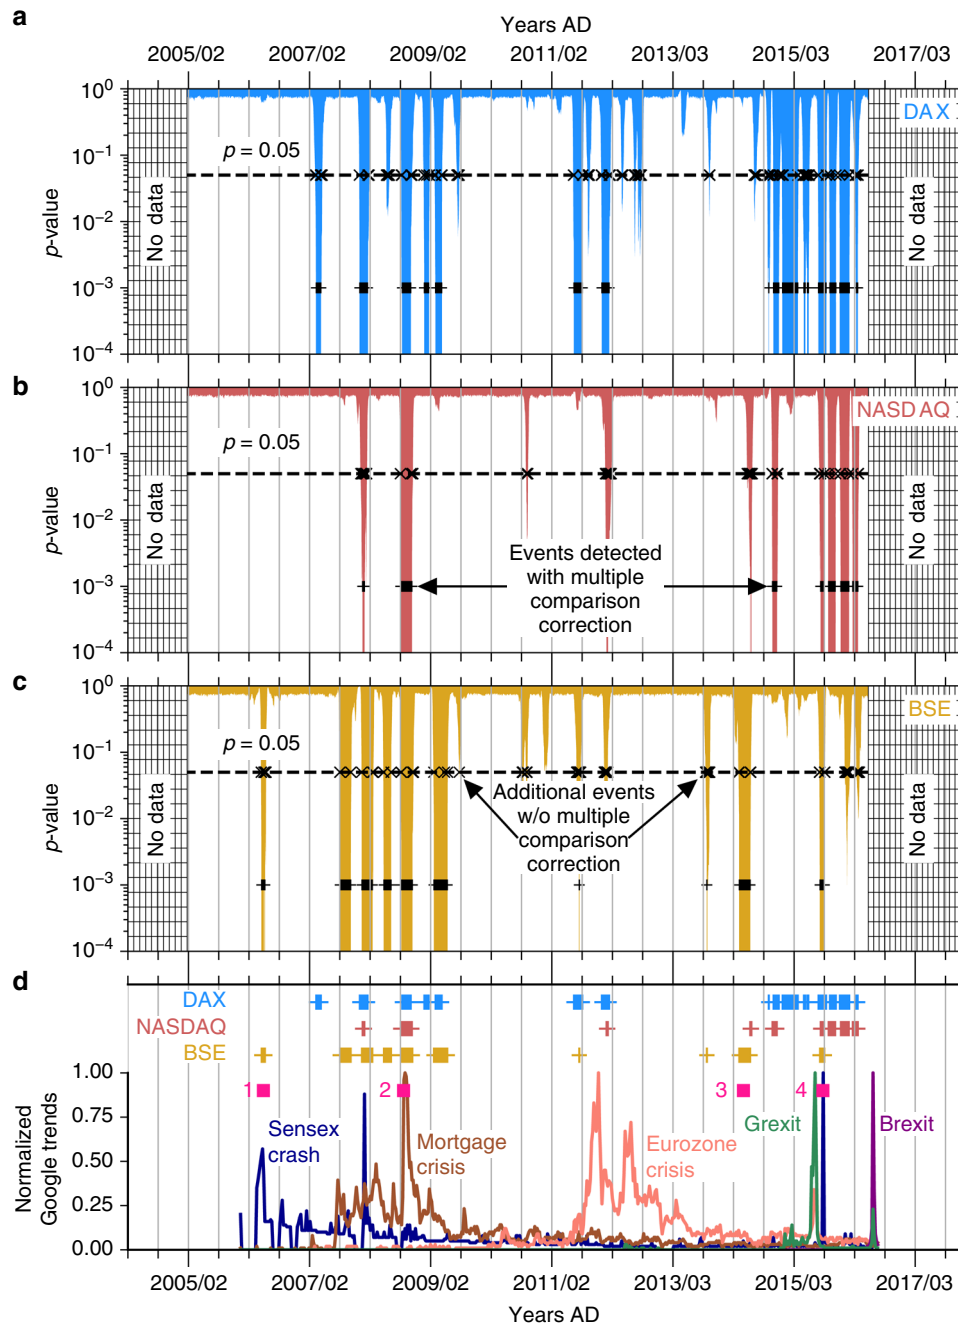 a
Years AD
2005/02 2007/02 2009/02 2011/02 2013/03 2015/03 2017/03
10⁰
10⁻¹
10⁻²
10⁻³
10⁻⁴
p-value
No data
p = 0.05
DAX
No data
b
10⁰
10⁻¹
10⁻²
10⁻³
10⁻⁴
p-value
No data
p = 0.05
NASDAQ
No data
Events detected
with multiple
comparison
correction
c
10⁰
10⁻¹
10⁻²
10⁻³
10⁻⁴
p-value
No data
p = 0.05
BSE
No data
Additional events
w/o multiple
comparison
correction
d
DAX
NASDAQ
BSE
1.00
0.75
0.50
0.25
0.00
Normalized
Google trends
1 2 3 4
Sensex
crash
Mortgage
crisis
Eurozone
crisis
Grexit
Brexit
2005/02 2007/02 2009/02 2011/02 2013/03 2015/03 2017/03
Years AD